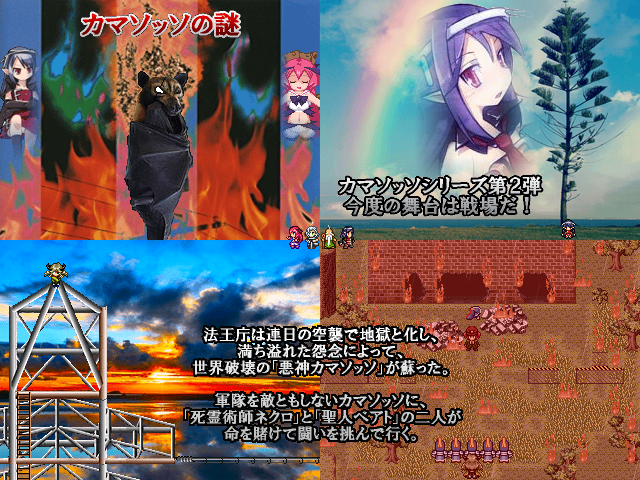 カマソッソの謎
カマソッソシリーズ第２弾
今度の舞台は戦場だ！
法王庁は連日の空襲で地獄と化し、
満ち溢れた怨念によって、
世界破壊の「悪神カマソッソ」が蘇った。
軍隊を敵ともしないカマソッソに、
「死霊術師ネクロ」と「聖人ベアト」の二人が
命を賭けて闘いを挑んで行く。